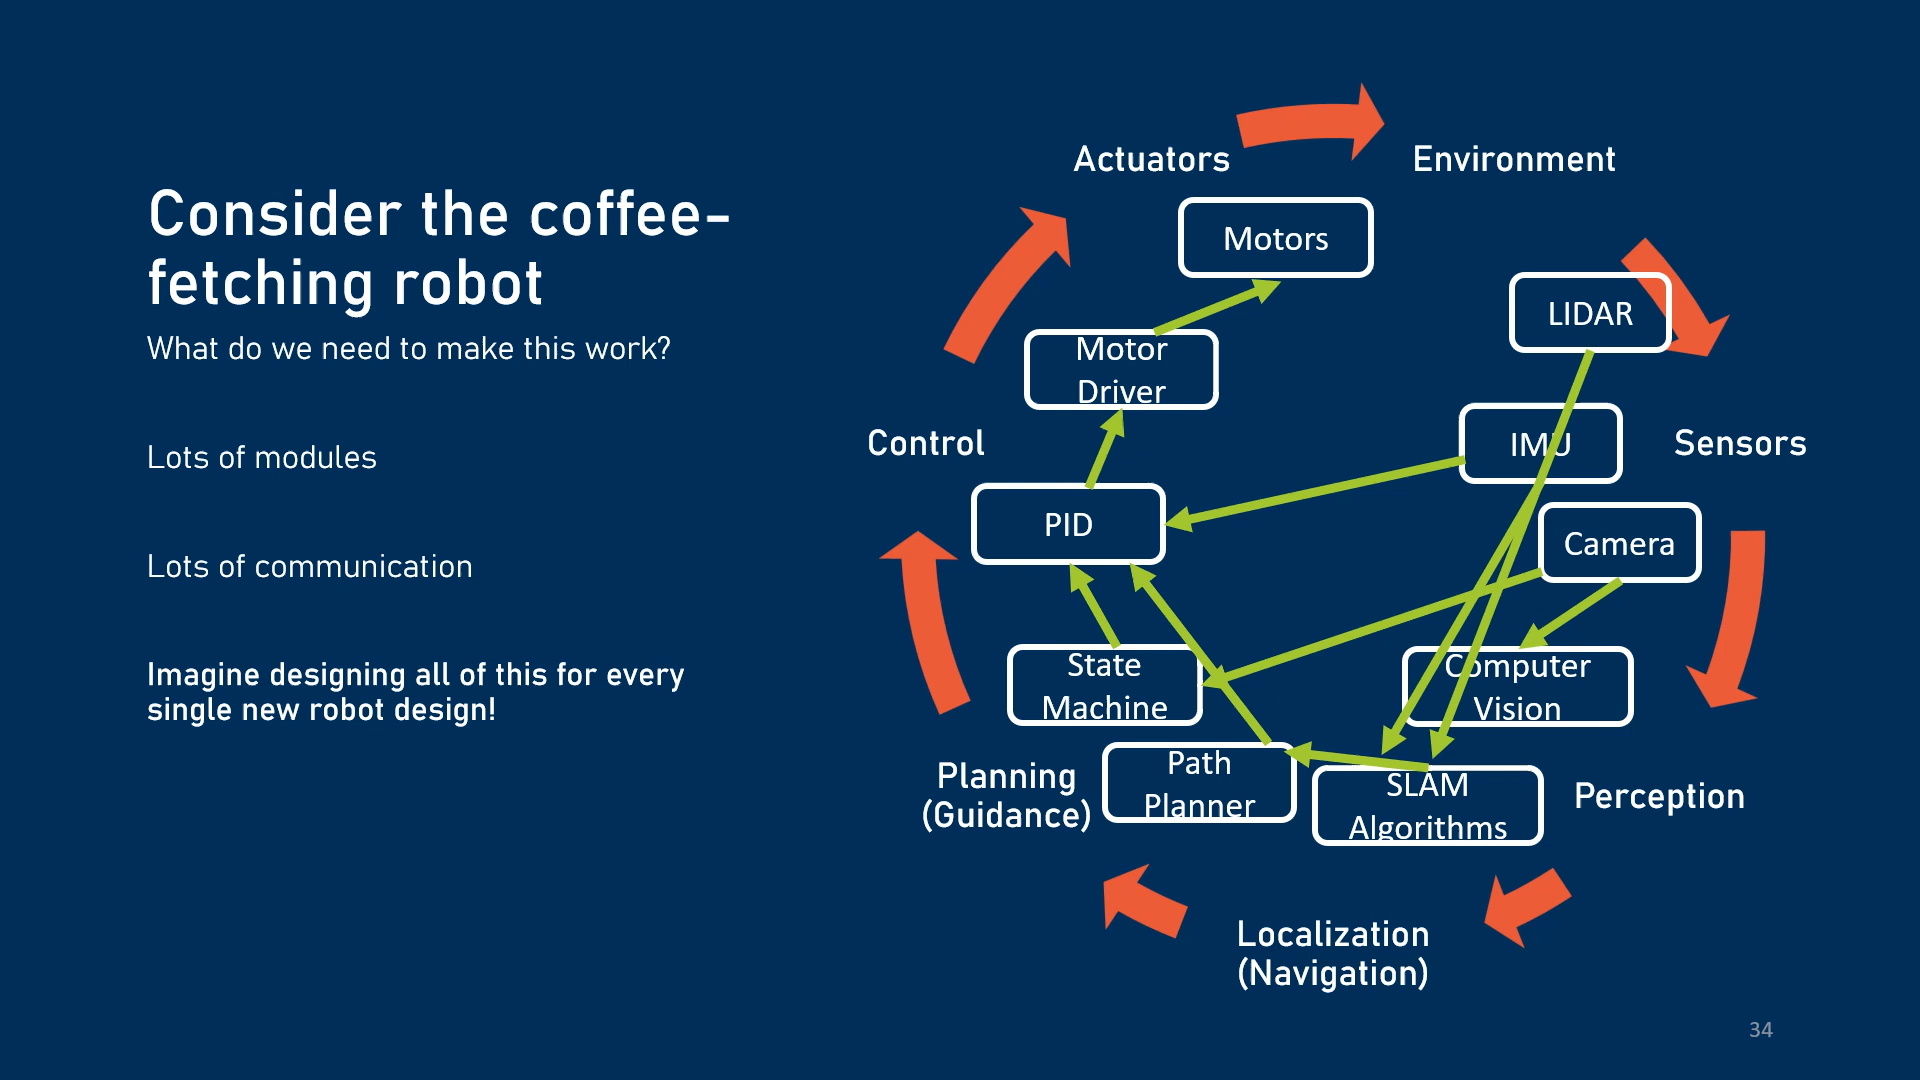 Consider the coffee-
fetching robot
What do we need to make this work?
Lots of modules
Lots of communication
Imagine designing all of this for every
single new robot design!
Actuators
Environment
Motors
LIDAR
Motor
Driver
Control
IMU
Sensors
PID
Camera
State
Machine
Computer
Vision
Planning
(Guidance)
Path
Planner
SLAM
Algorithms
Perception
Localization
(Navigation)
34